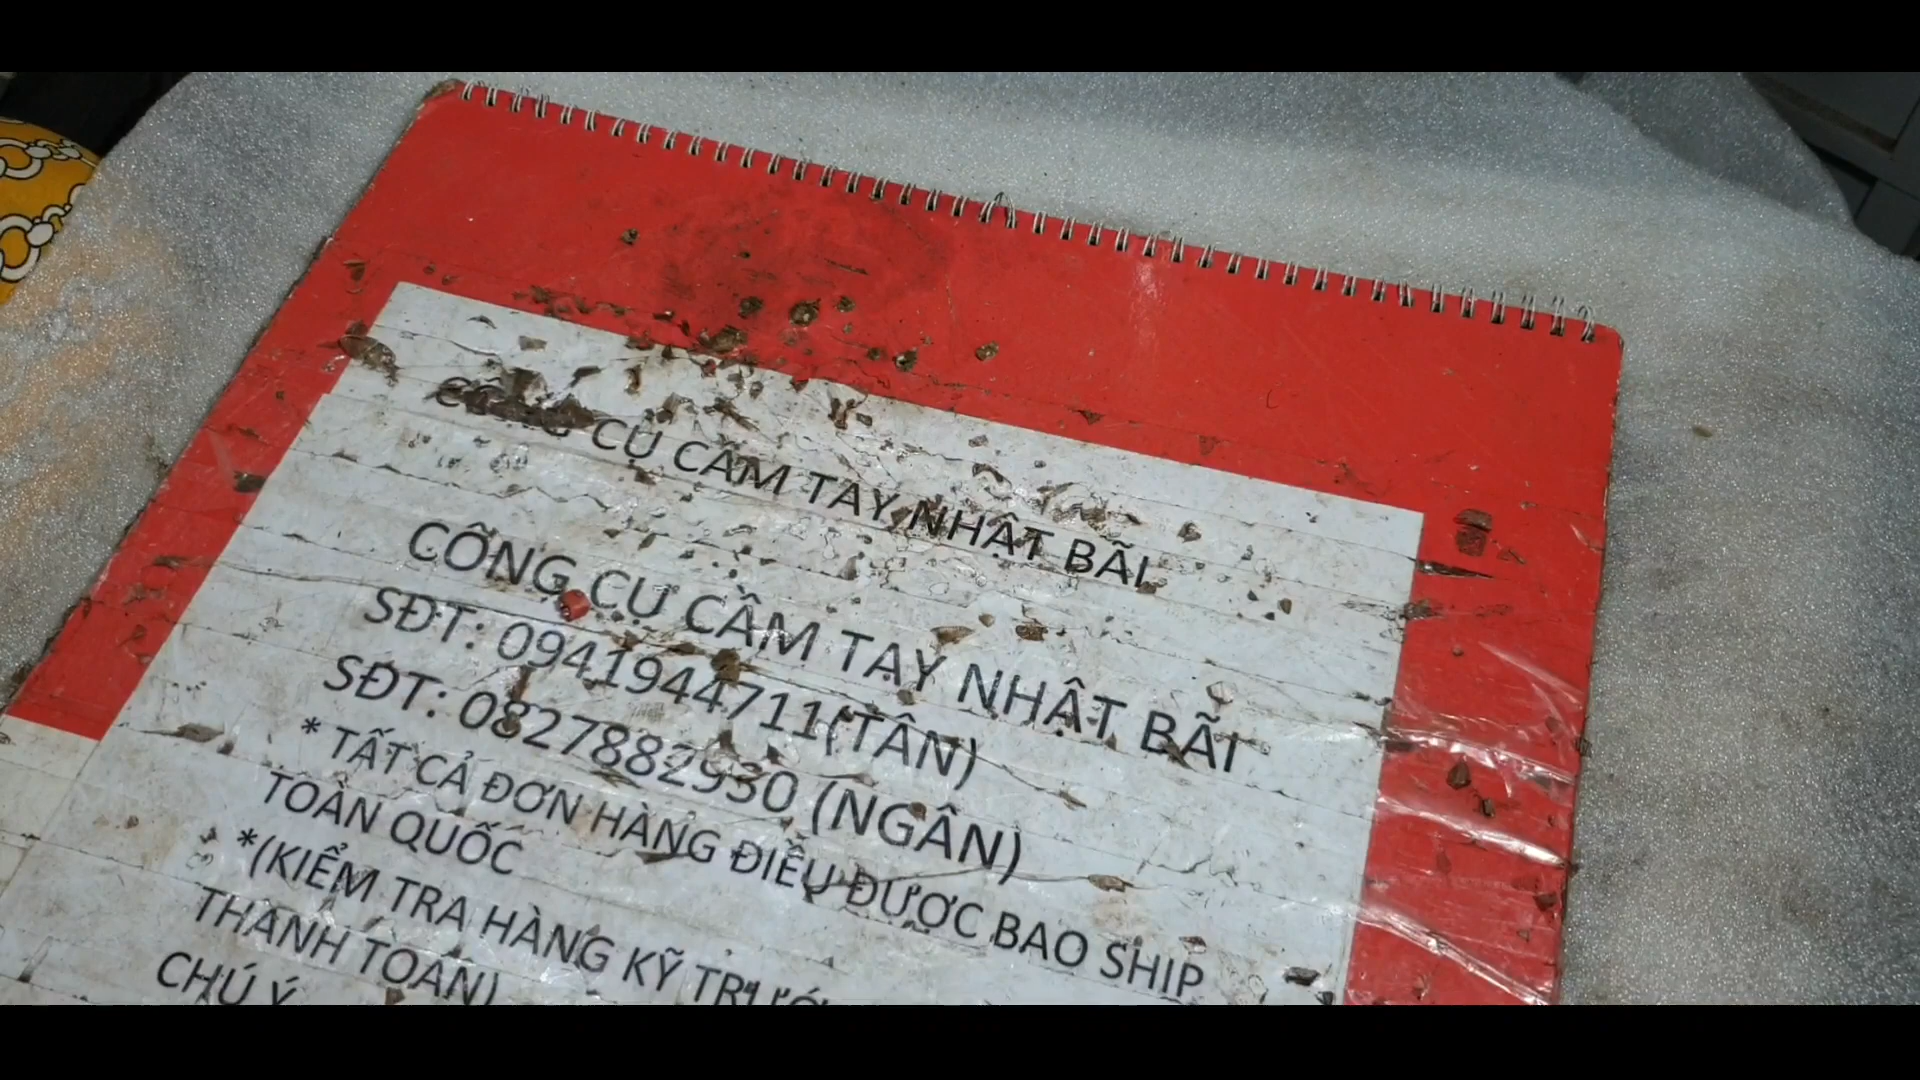 CÔNG CỤ CẦM TAY NHẬT BÃI
CÔNG CỤ CẦM TAY NHẬT BÃI
SĐT: 0941944711(TÂN)
SĐT: 0827882930 (NGÂN)
* TẤT CẢ ĐƠN HÀNG ĐIỀU ĐƯỢC BAO SHIP
TOÀN QUỐC
*(KIỂM TRA HÀNG KỸ TRƯỚC
THANH TOÁN)
CHÚ Ý